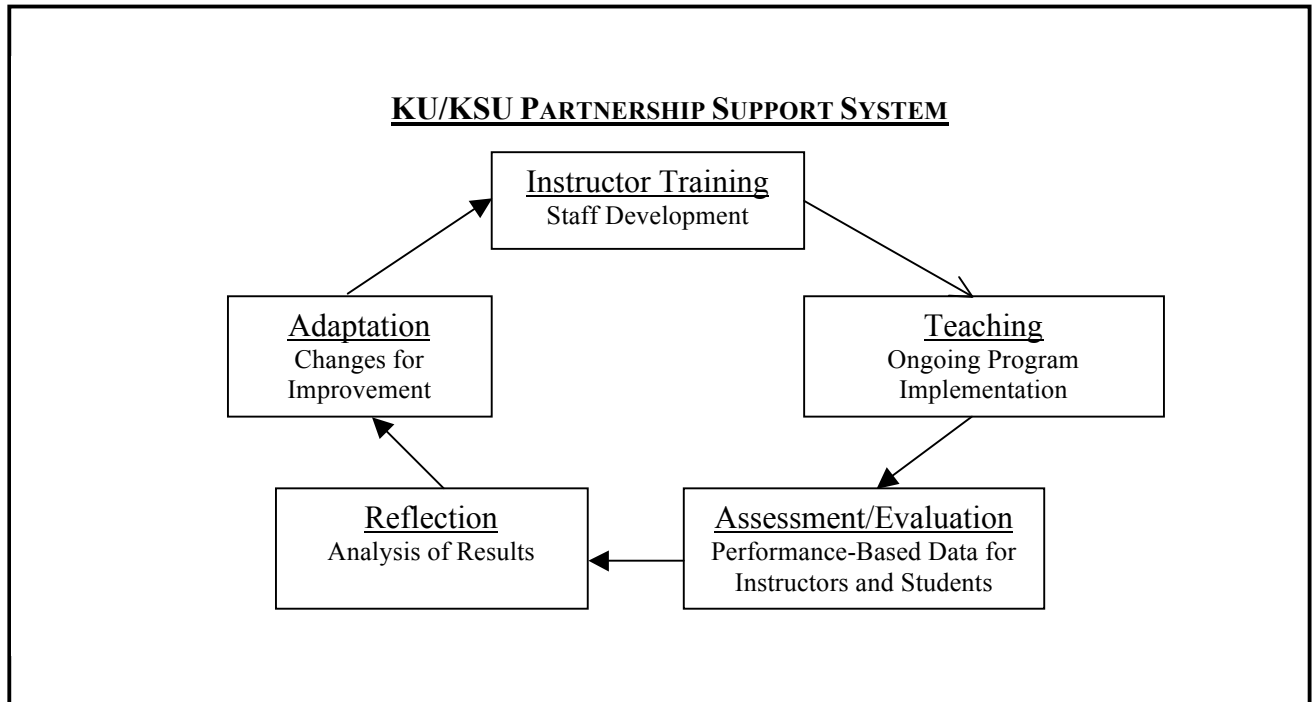 KU/KSU PARTNERSHIP SUPPORT SYSTEM
Instructor Training
Staff Development
Teaching
Ongoing Program
Implementation
Assessment/Evaluation
Performance-Based Data for
Instructors and Students
Reflection
Analysis of Results
Adaptation
Changes for
Improvement